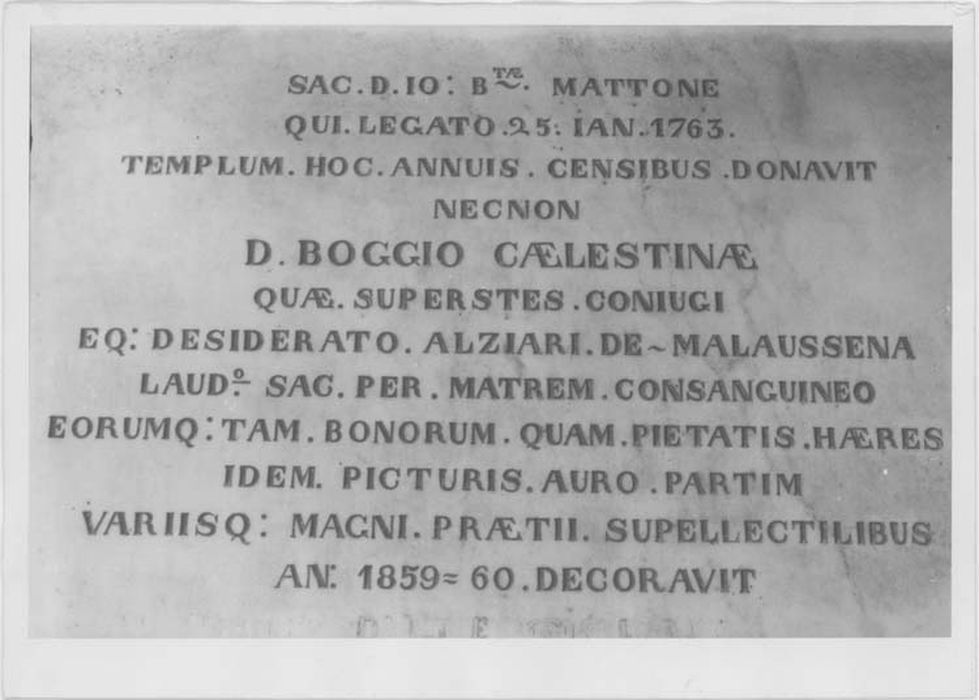 SAC. D. IO: B.TÆ MATTONE
QUI. LEGATO. 25: IAN. 1763.
TEMPLUM. HOC. ANNUIS. CENSIBUS. DONAVIT
NECNON
D. BOGGIO CÆLESTINÆ
QUÆ. SUPERSTES. CONIUGI
EQ: DESIDERATO. ALZIARI. DE~MALAUSSENA
LAUDº. SAC. PER. MATREM. CONSANGUINEO
EORUMQ: TAM. BONORUM. QUAM. PIETATIS. HÆRES
IDEM. PICTURIS. AURO. PARTIM
VARIISQ: MAGNI. PRÆTII. SUPELLECTILIBUS
AN: 1859=60. DECORAVIT